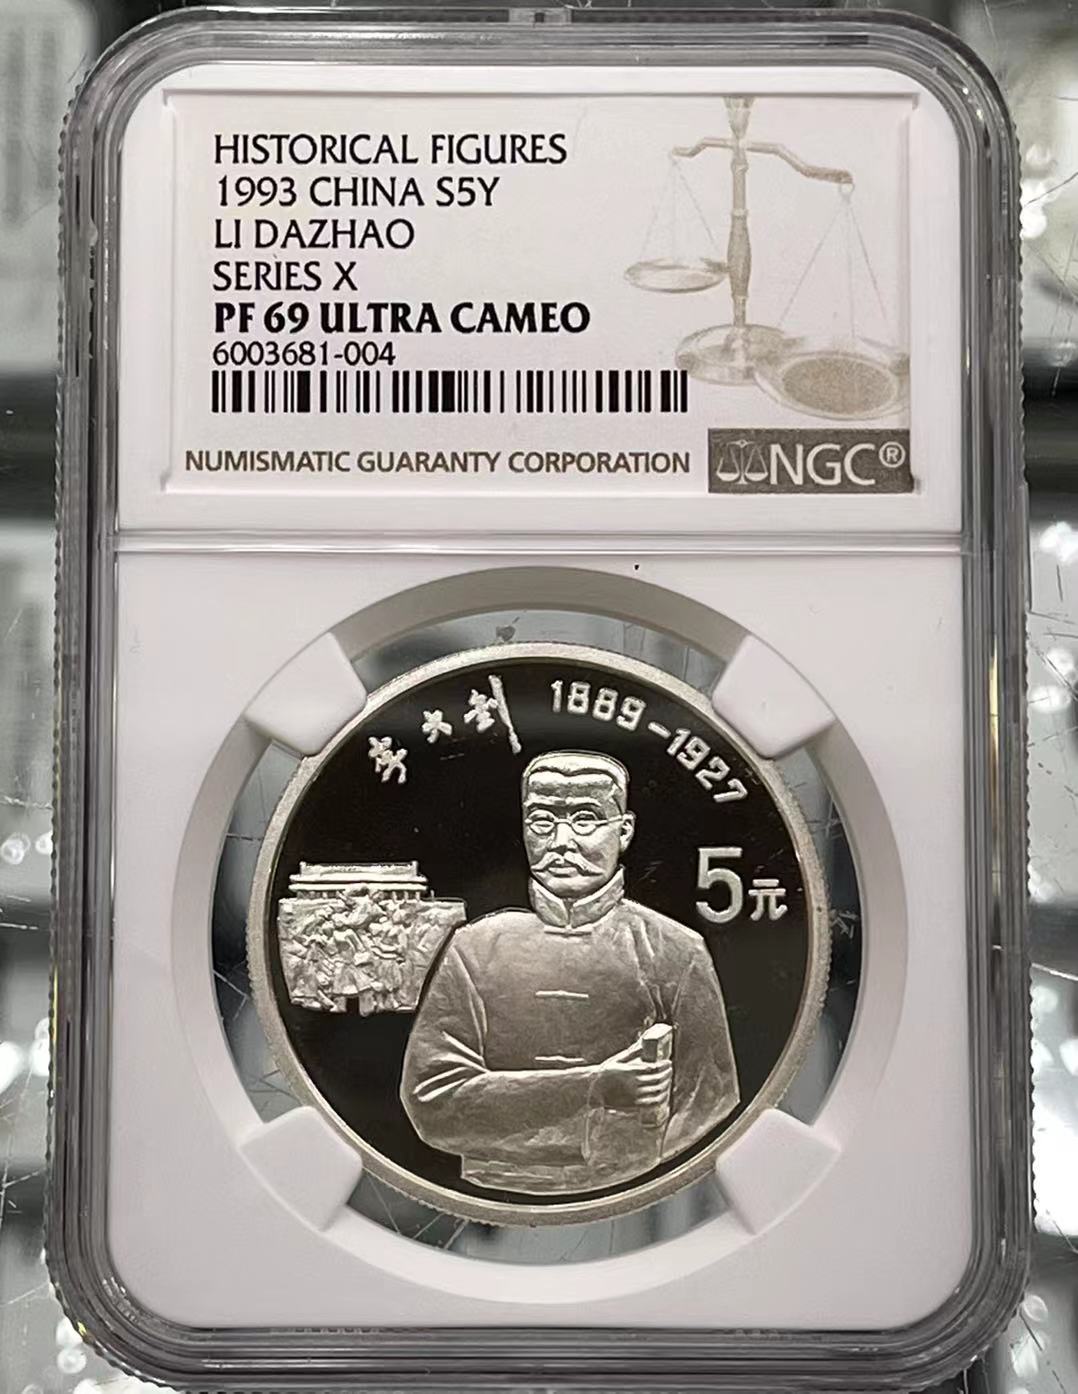 HISTORICAL FIGURES
1993 CHINA S5Y
LI DAZHAO
SERIES X
PF 69 ULTRA CAMEO
6003681-004
NUMISMATIC GUARANTY CORPORATION
NGC®
李大钊
1889-1927
5元